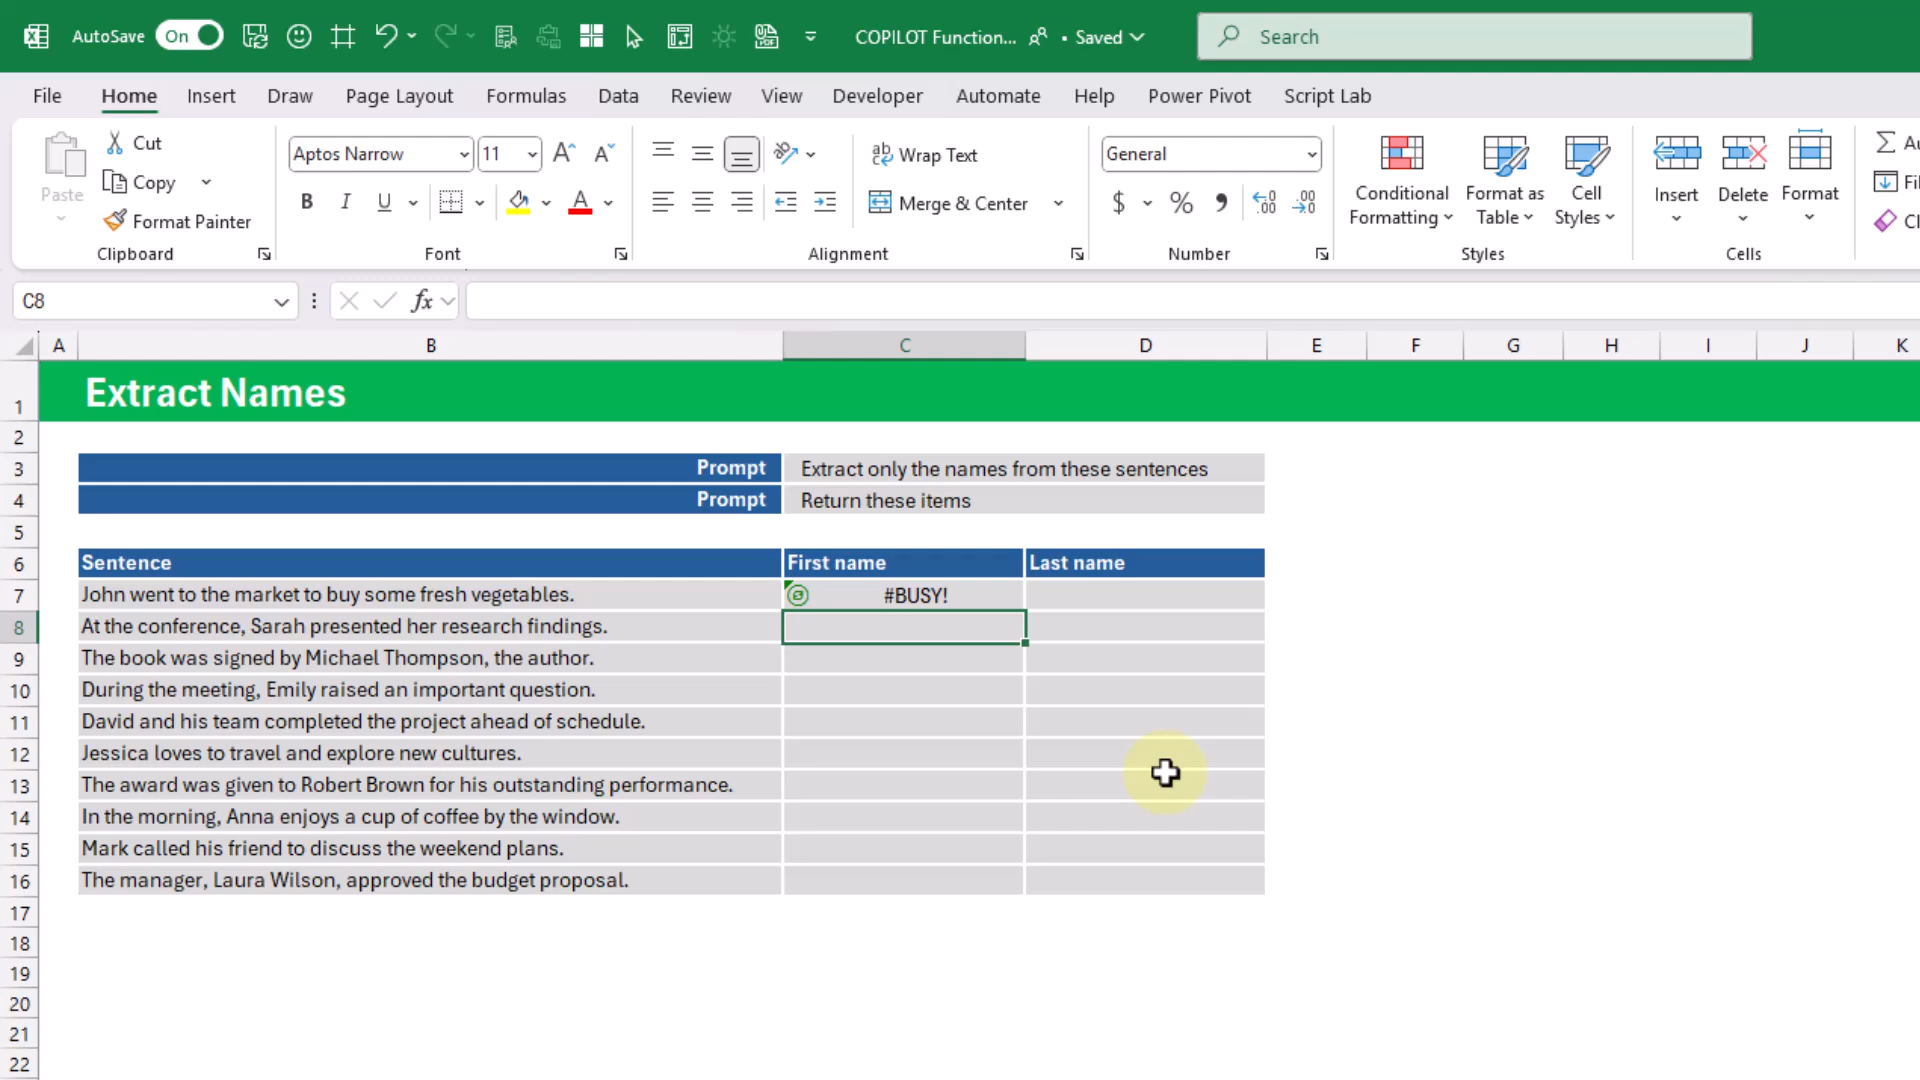 AutoSave On COPILOT Function... • Saved Search
File Home Insert Draw Page Layout Formulas Data Review View Developer Automate Help Power Pivot Script Lab
Paste Cut Copy Format Painter Clipboard
Aptos Narrow 11 B I U A Font
ab Wrap Text Merge & Center Alignment
General $ % 9 .00 .00 Number
Conditional Formatting Format as Table Cell Styles Styles
Insert Delete Format Cells
C8 fx
A B C D E F G H I J K
1 Extract Names
2
3 Prompt Extract only the names from these sentences
4 Prompt Return these items
5
6 Sentence First name Last name
7 John went to the market to buy some fresh vegetables. #BUSY!
8 At the conference, Sarah presented her research findings.
9 The book was signed by Michael Thompson, the author.
10 During the meeting, Emily raised an important question.
11 David and his team completed the project ahead of schedule.
12 Jessica loves to travel and explore new cultures.
13 The award was given to Robert Brown for his outstanding performance.
14 In the morning, Anna enjoys a cup of coffee by the window.
15 Mark called his friend to discuss the weekend plans.
16 The manager, Laura Wilson, approved the budget proposal.
17
18
19
20
21
22